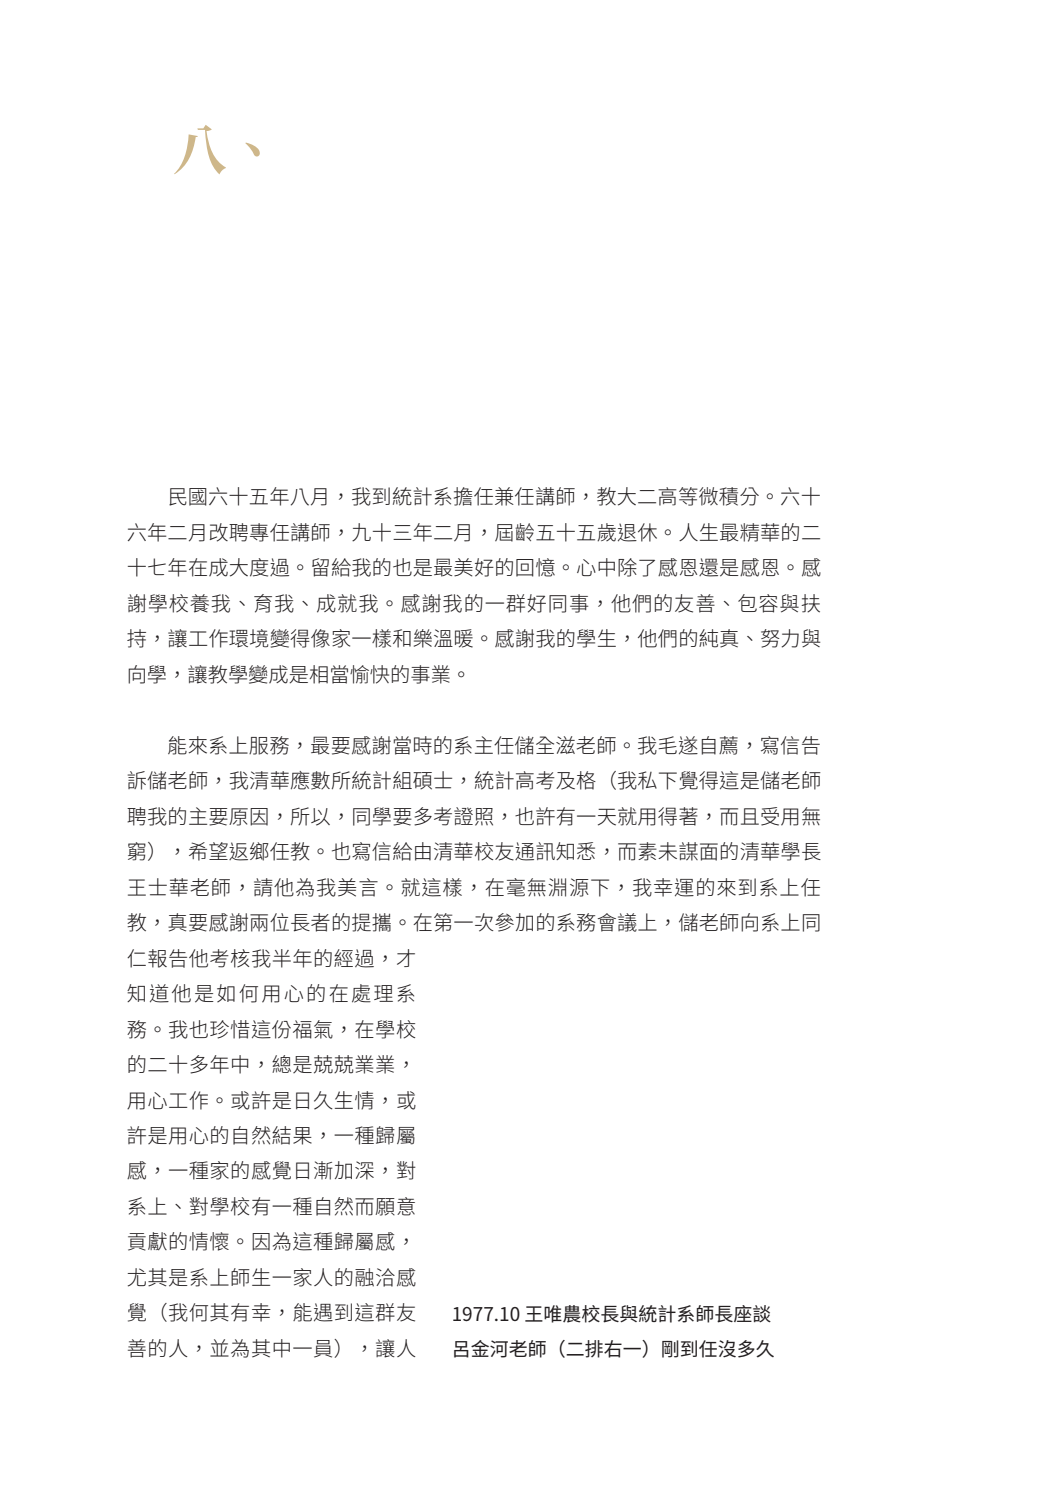 八、
民國六十五年八月，我到統計系擔任兼任講師，教大二高等微積分。六十
六年二月改聘專任講師，九十三年二月，屆齡五十五歲退休。人生最精華的二
十七年在成大度過。留給我的也是最美好的回憶。心中除了感恩還是感恩。感
謝學校養我、育我、成就我。感謝我的一群好同事，他們的友善、包容與扶
持，讓工作環境變得像家一樣和樂溫暖。感謝我的學生，他們的純真、努力與
向學，讓教學變成是相當愉快的事業。
能來系上服務，最要感謝當時的系主任儲全滋老師。我毛遂自薦，寫信告
訴儲老師，我清華應數所統計組碩士，統計高考及格（我私下覺得這是儲老師
聘我的主要原因，所以，同學要多考證照，也許有一天就用得著，而且受用無
窮），希望返鄉任教。也寫信給由清華校友通訊知悉，而素未謀面的清華學長
王士華老師，請他為我美言。就這樣，在毫無淵源下，我幸運的來到系上任
教，真要感謝兩位長者的提攜。在第一次參加的系務會議上，儲老師向系上同
仁報告他考核我半年的經過，才
知道他是如何用心的在處理系
務。我也珍惜這份福氣，在學校
的二十多年中，總是兢兢業業，
用心工作。或許是日久生情，或
許是用心的自然結果，一種歸屬
感，一種家的感覺日漸加深，對
系上、對學校有一種自然而願意
貢獻的情懷。因為這種歸屬感，
尤其是系上師生一家人的融洽感
覺（我何其有幸，能遇到這群友
善的人，並為其中一員），讓人
1977.10 王唯農校長與統計系師長座談
呂金河老師（二排右一）剛到任沒多久